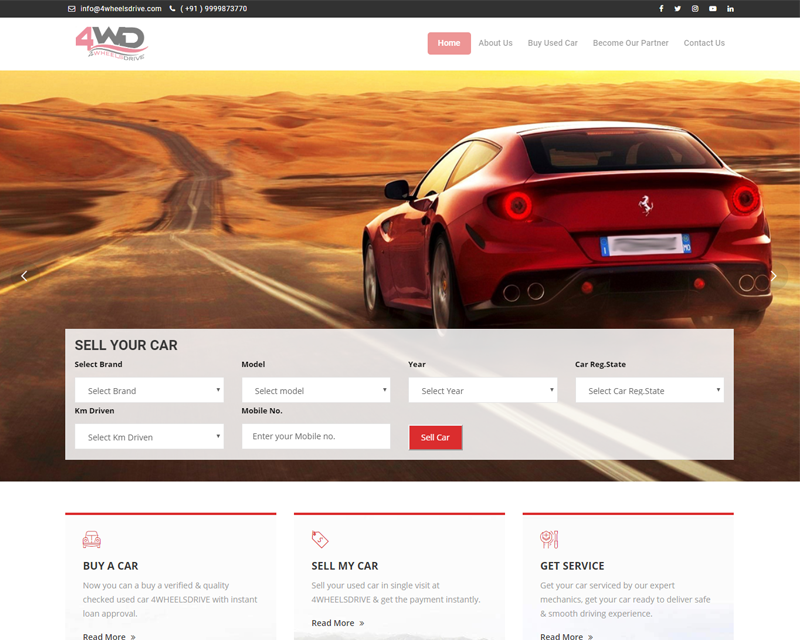 info@4wheelsdrive.com ( +91 ) 9999873770
4WD
4WHEELSDRIVE
Home About Us Buy Used Car Become Our Partner Contact Us
SELL YOUR CAR
Select Brand Model Year Car Reg.State
Select Brand Select model Select Year Select Car Reg.State
Km Driven Mobile No.
Select Km Driven Enter your Mobile no. Sell Car
BUY A CAR
Now you can a buy a verified & quality
checked used car 4WHEELSDRIVE with instant
loan approval.
Read More »
SELL MY CAR
Sell your used car in single visit at
4WHEELSDRIVE & get the payment instantly.
Read More »
GET SERVICE
Get your car serviced by our expert
mechanics, get your car ready to deliver safe
& smooth driving experience.
Read More »